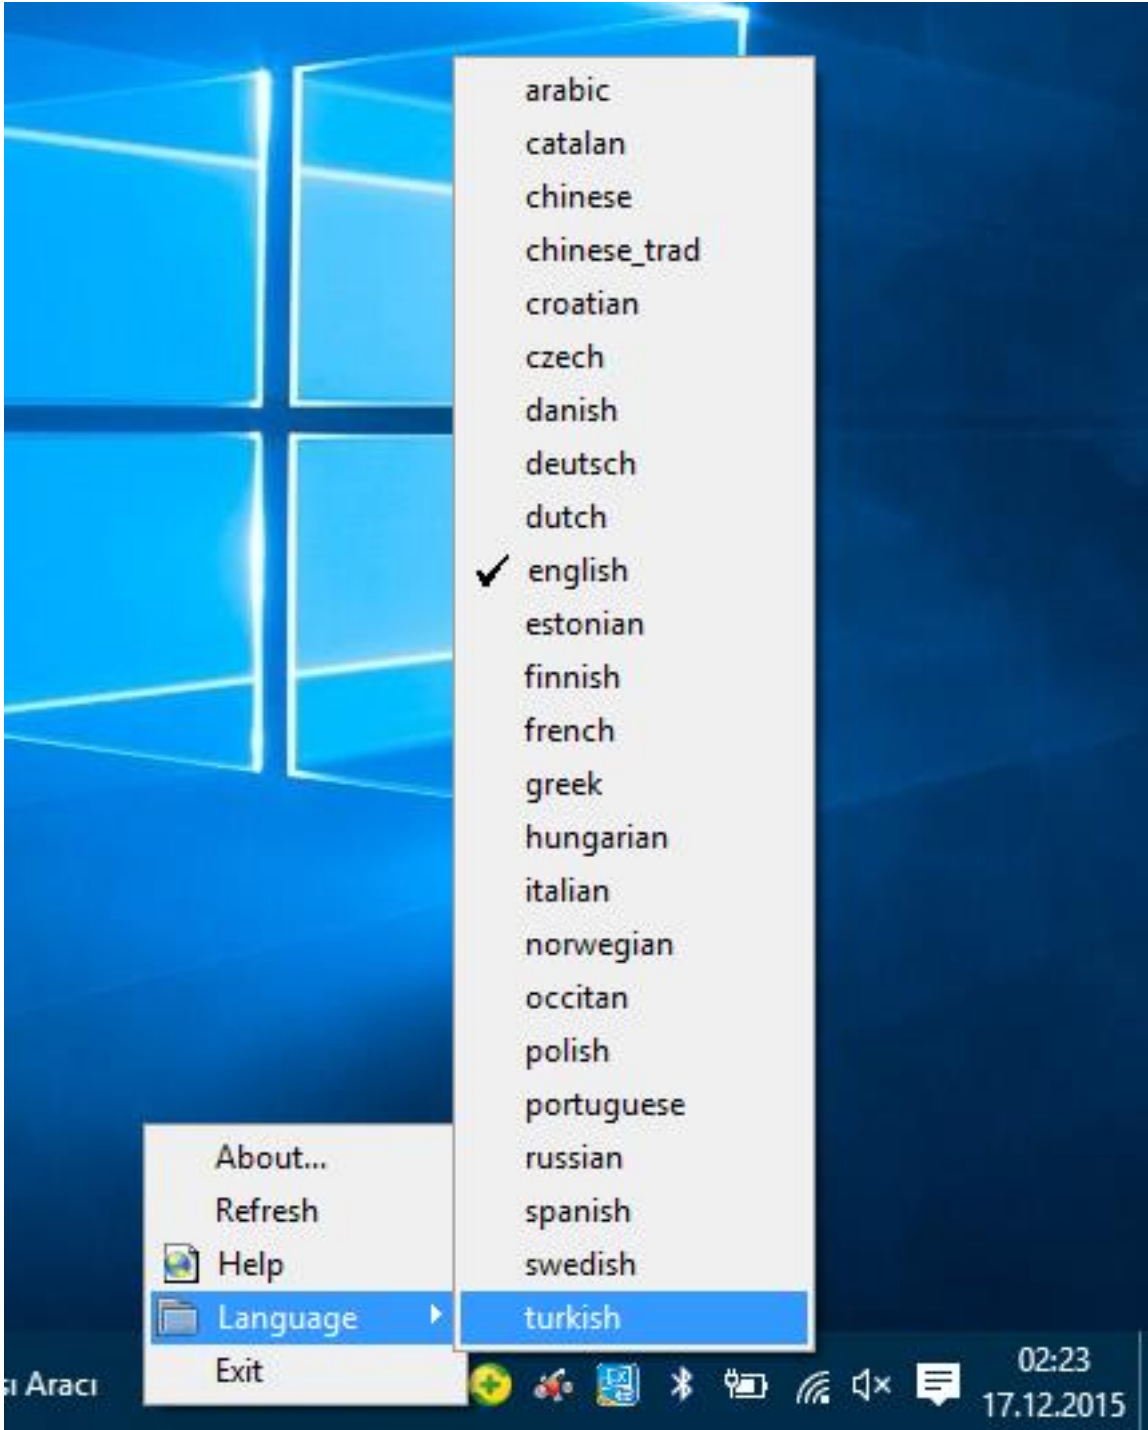 arabic
catalan
chinese
chinese_trad
croatian
czech
danish
deutsch
dutch
english
estonian
finnish
french
greek
hungarian
italian
norwegian
occitan
polish
portuguese
russian
spanish
swedish
turkish
About...
Refresh
Help
Language
Exit
sı Aracı
02:23
17.12.2015